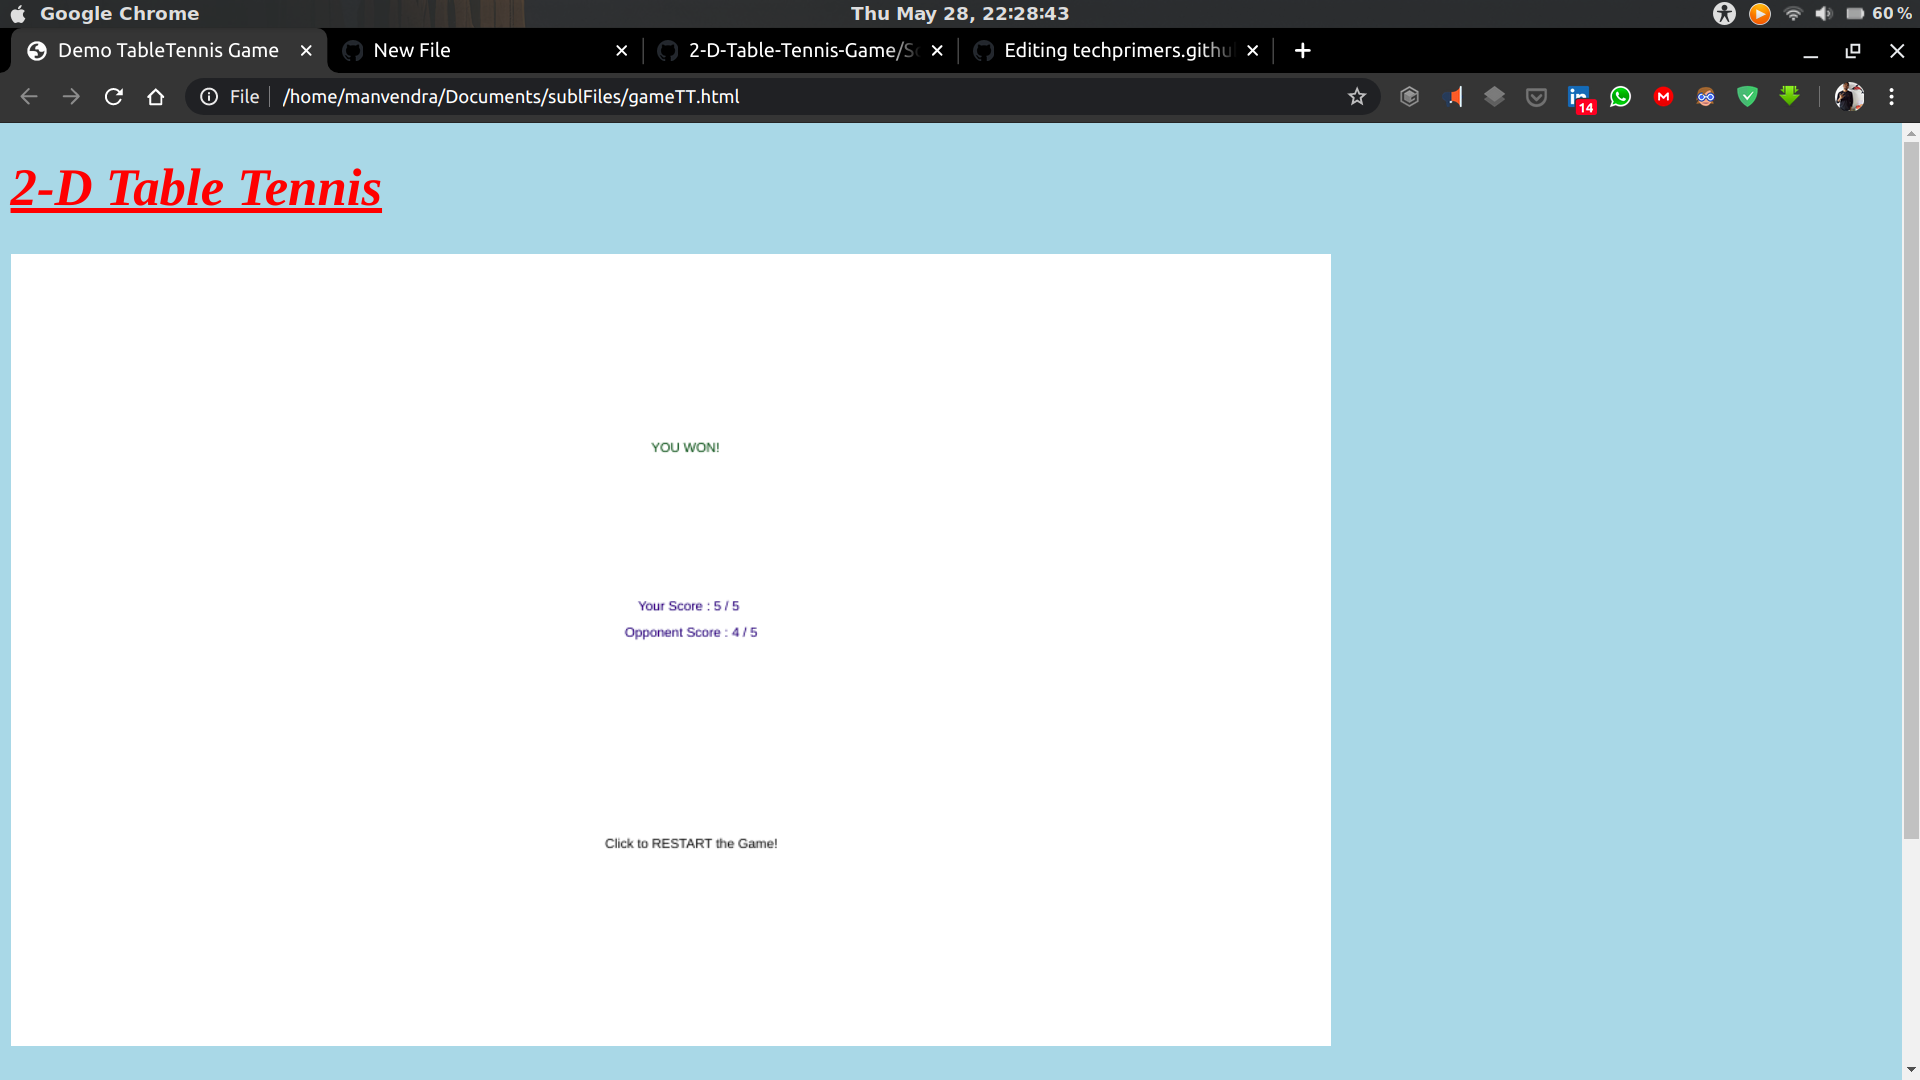 Google Chrome
Thu May 28, 22:28:43
60 %
Demo TableTennis Game
New File
2-D-Table-Tennis-Game/S
Editing techprimers.githu
File
/home/manvendra/Documents/sublFiles/gameTT.html
14
2-D Table Tennis
YOU WON!
Your Score : 5 / 5
Opponent Score : 4 / 5
Click to RESTART the Game!